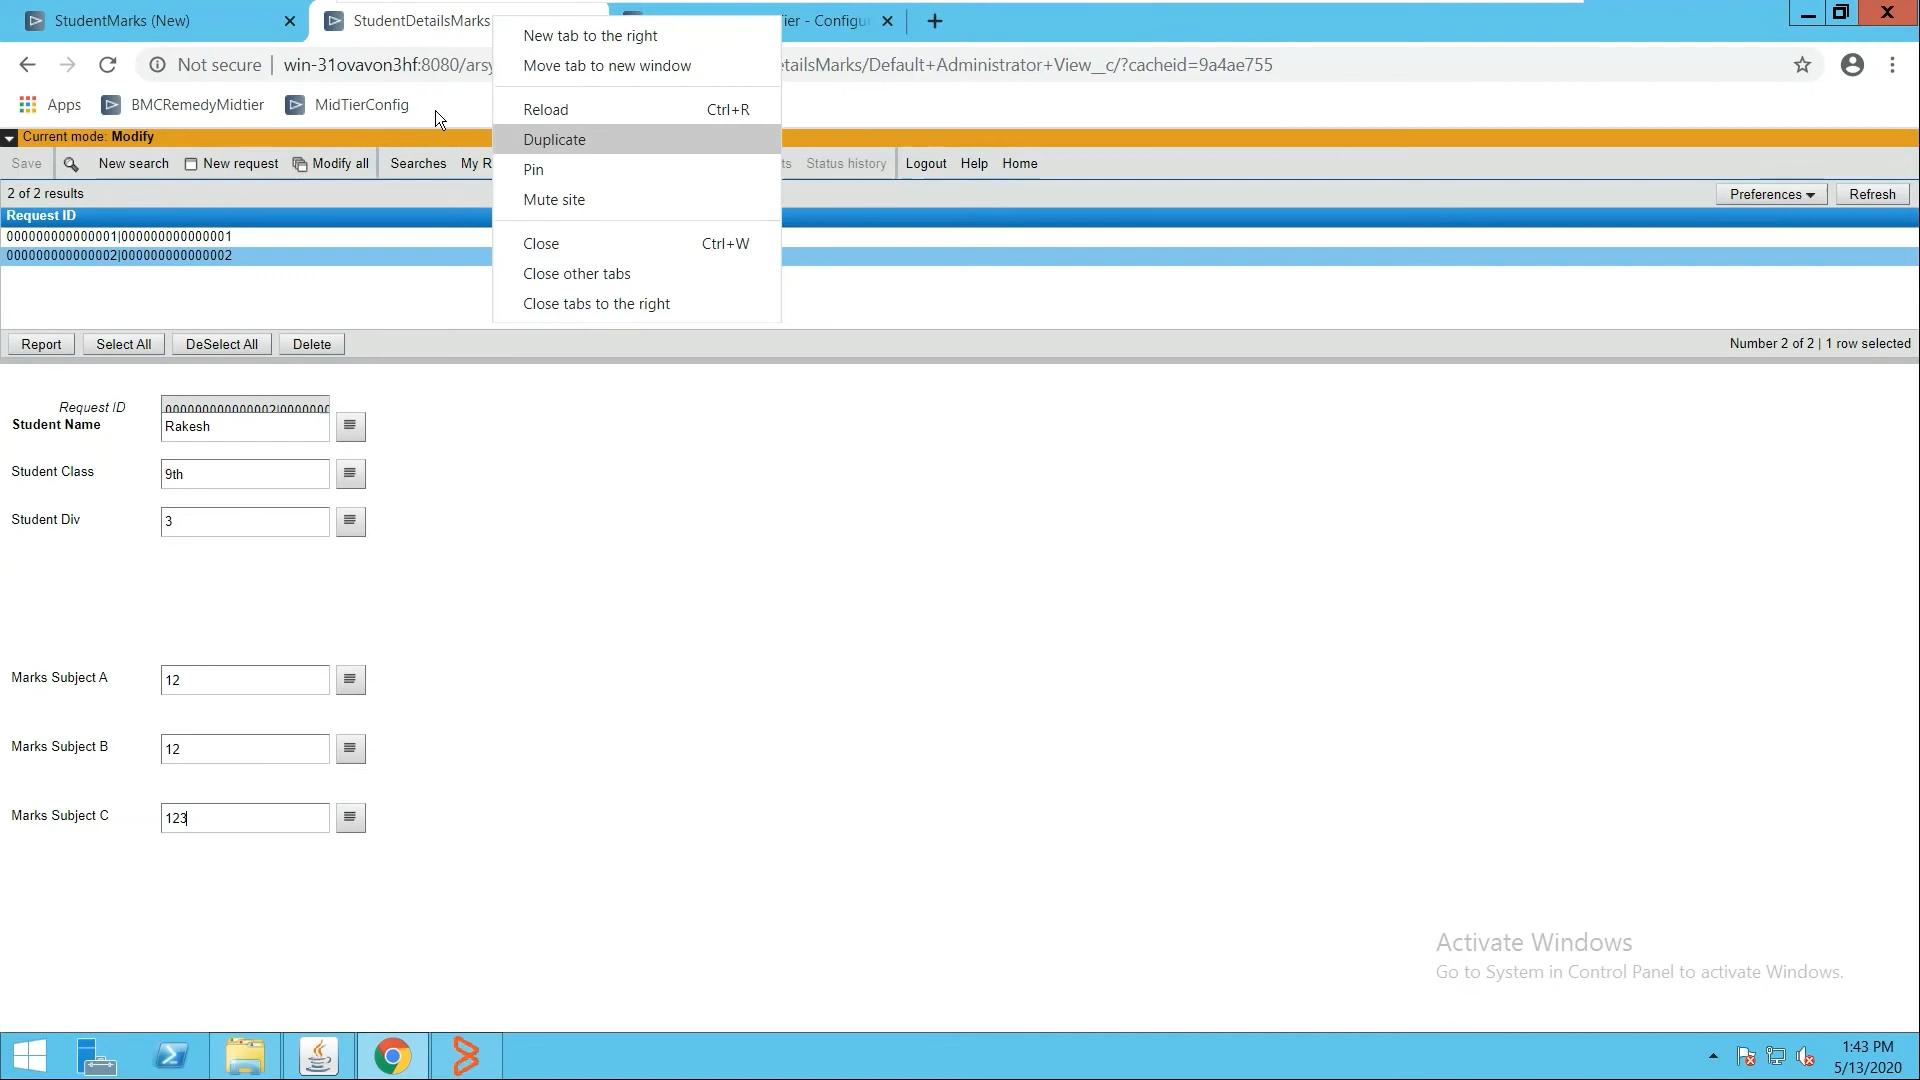 StudentMarks (New)
StudentDetailsMarks
ier - Configu
New tab to the right
Move tab to new window
Reload Ctrl+R
Duplicate
Pin
Mute site
Close Ctrl+W
Close other tabs
Close tabs to the right
Not secure | win-31ovavon3hf:8080/arsy
etailsMarks/Default+Administrator+View__c/?cacheid=9a4ae755
Apps BMCRemedyMidtier MidTierConfig
Current mode: Modify
Save New search New request Modify all Searches My R ts Status history Logout Help Home
2 of 2 results Preferences Refresh
Request ID
000000000000001|000000000000001
000000000000002|000000000000002
Report Select All DeSelect All Delete Number 2 of 2 | 1 row selected
Request ID 000000000000002|0000000
Student Name Rakesh
Student Class 9th
Student Div 3
Marks Subject A 12
Marks Subject B 12
Marks Subject C 123
Activate Windows
Go to System in Control Panel to activate Windows.
1:43 PM
5/13/2020